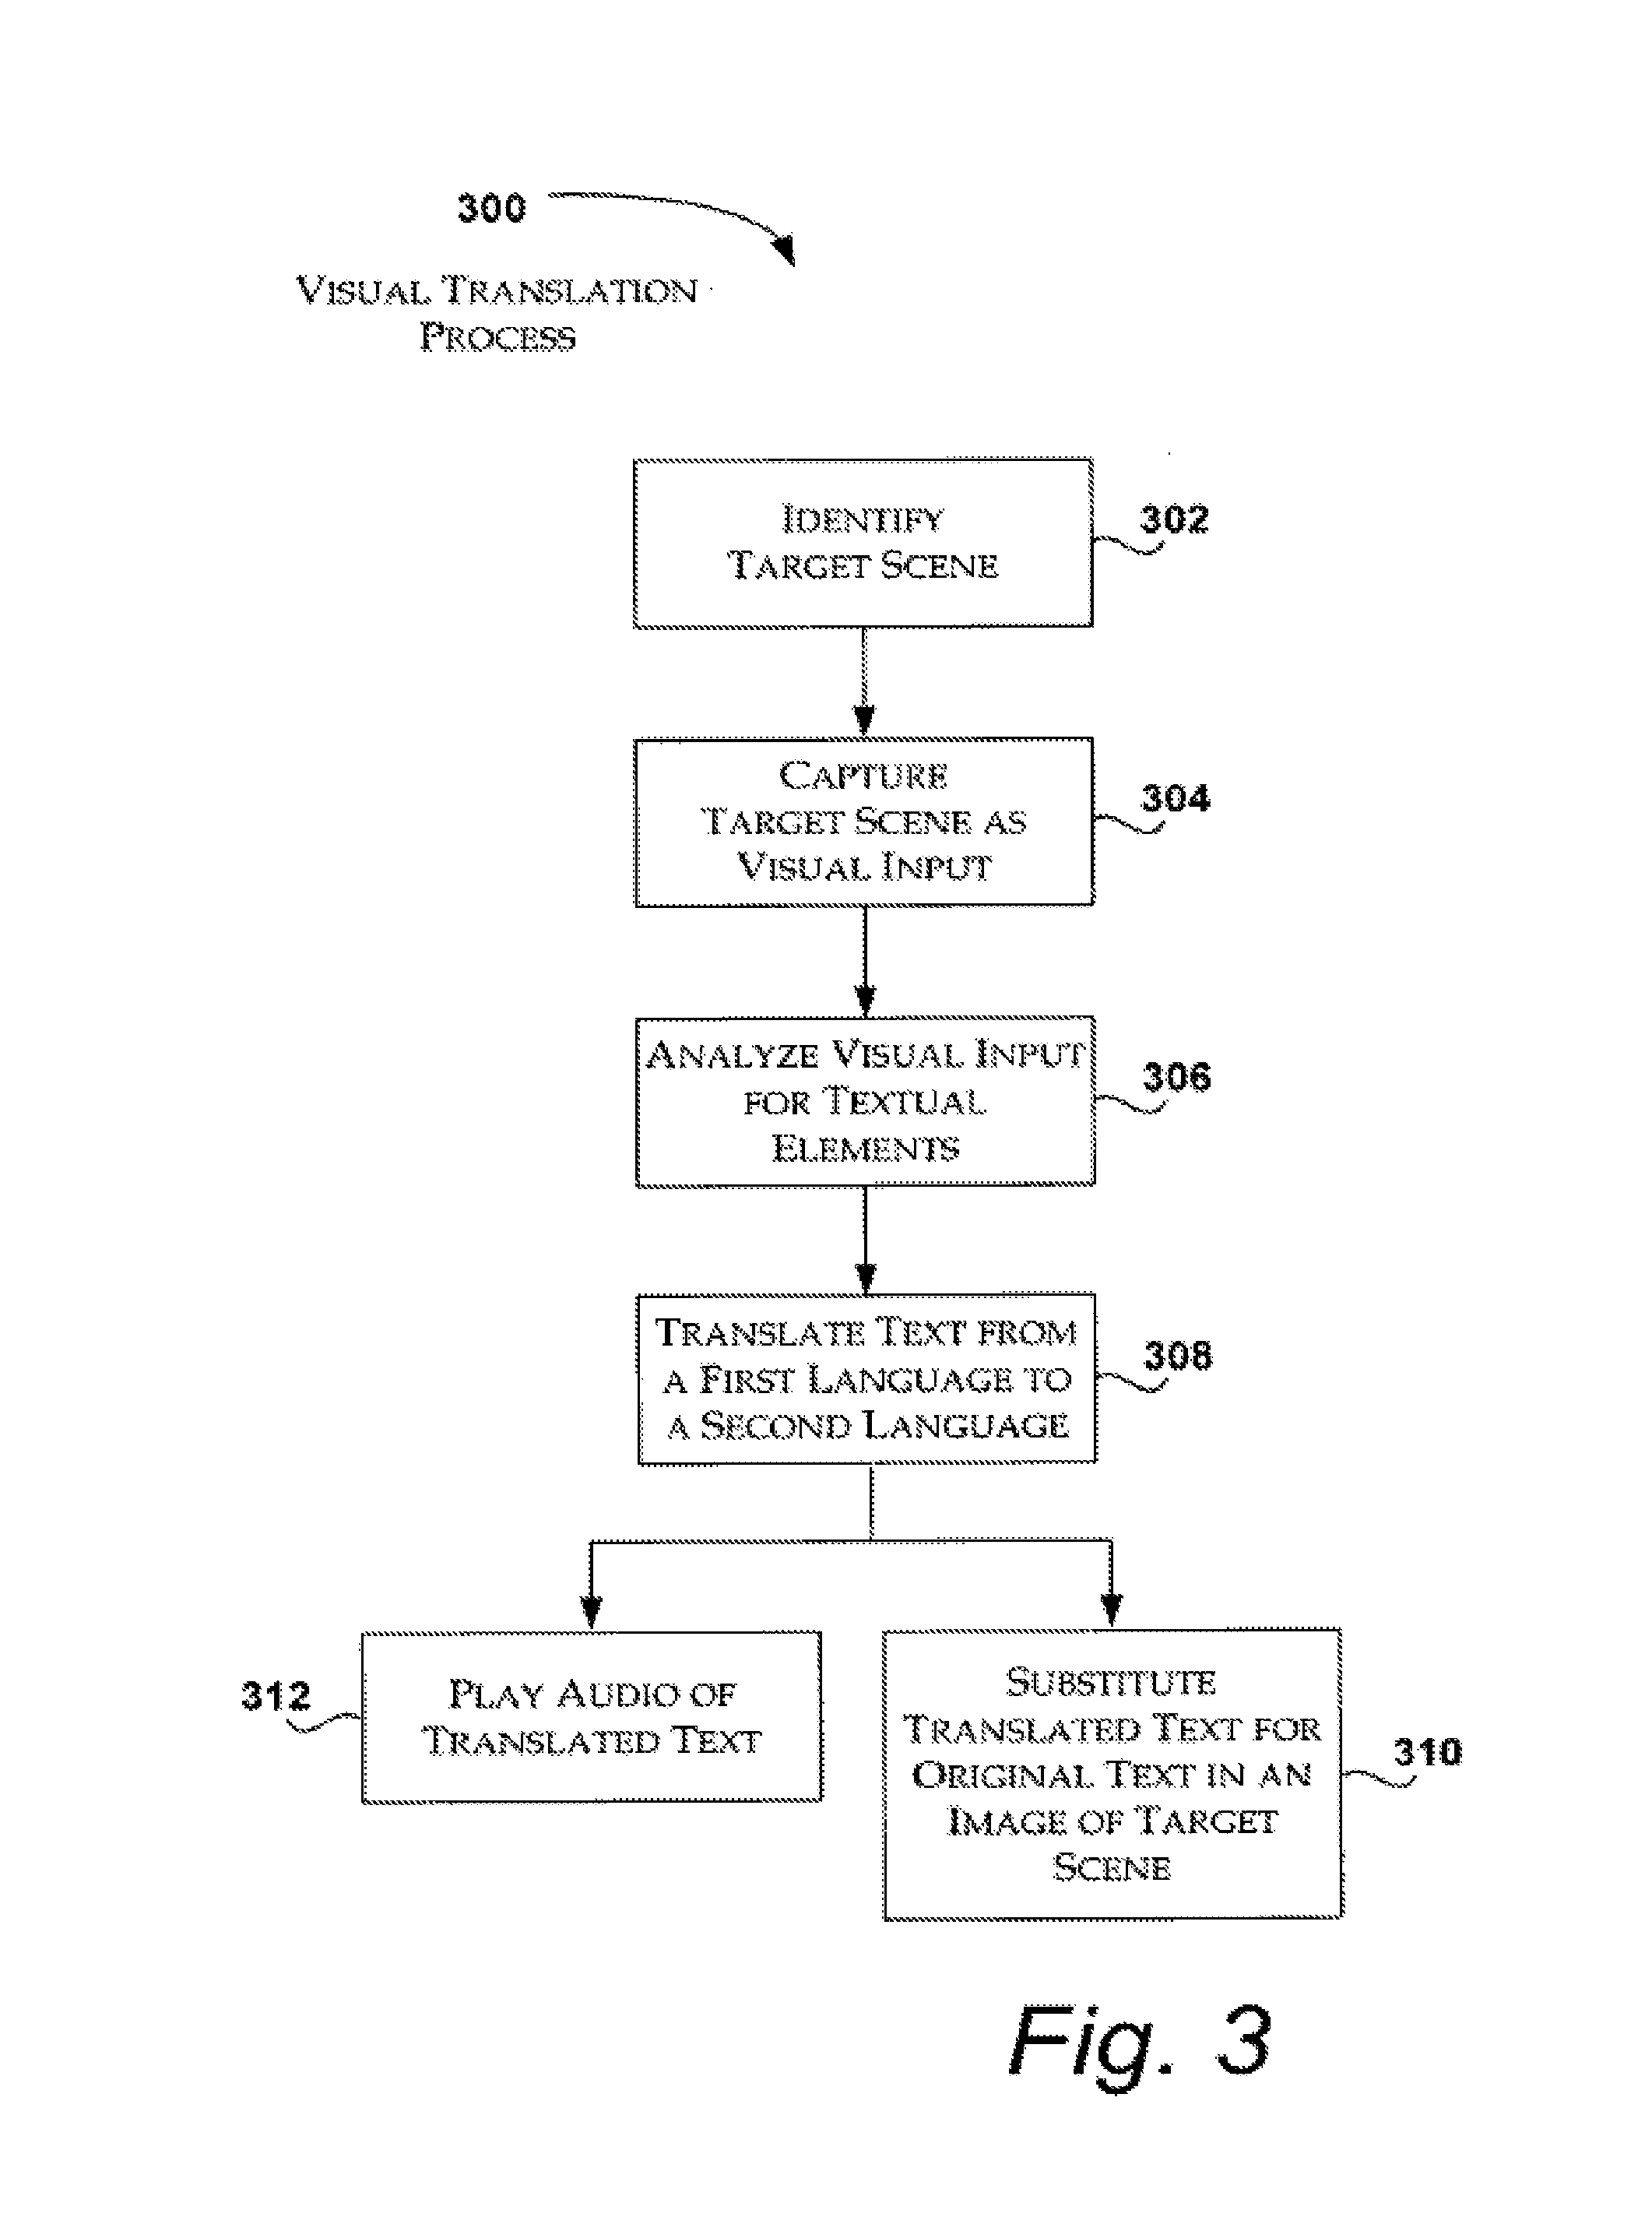 300
VISUAL TRANSLATION
PROCESS
IDENTIFY
TARGET SCENE
302
CAPTURE
TARGET SCENE AS
VISUAL INPUT
304
ANALYZE VISUAL INPUT
FOR TEXTUAL
ELEMENTS
306
TRANSLATE TEXT FROM
A FIRST LANGUAGE TO
A SECOND LANGUAGE
308
312
PLAY AUDIO OF
TRANSLATED TEXT
SUBSTITUTE
TRANSLATED TEXT FOR
ORIGINAL TEXT IN AN
IMAGE OF TARGET
SCENE
310
Fig. 3